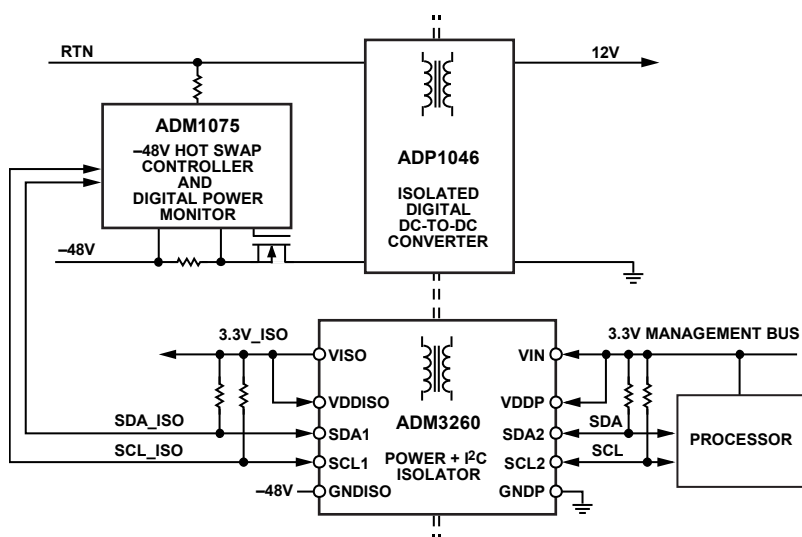 RTN
12V
ADM1075
–48V HOT SWAP
CONTROLLER
AND
DIGITAL POWER
MONITOR
ADP1046
ISOLATED
DIGITAL
DC-TO-DC
CONVERTER
–48V
3.3V_ISO
3.3V MANAGEMENT BUS
VISO
VIN
VDDISO
VDDP
ADM3260
SDA_ISO
SDA1
SDA2
SDA
PROCESSOR
POWER + I²C
ISOLATOR
SCL_ISO
SCL1
SCL2
SCL
–48V
GNDISO
GNDP